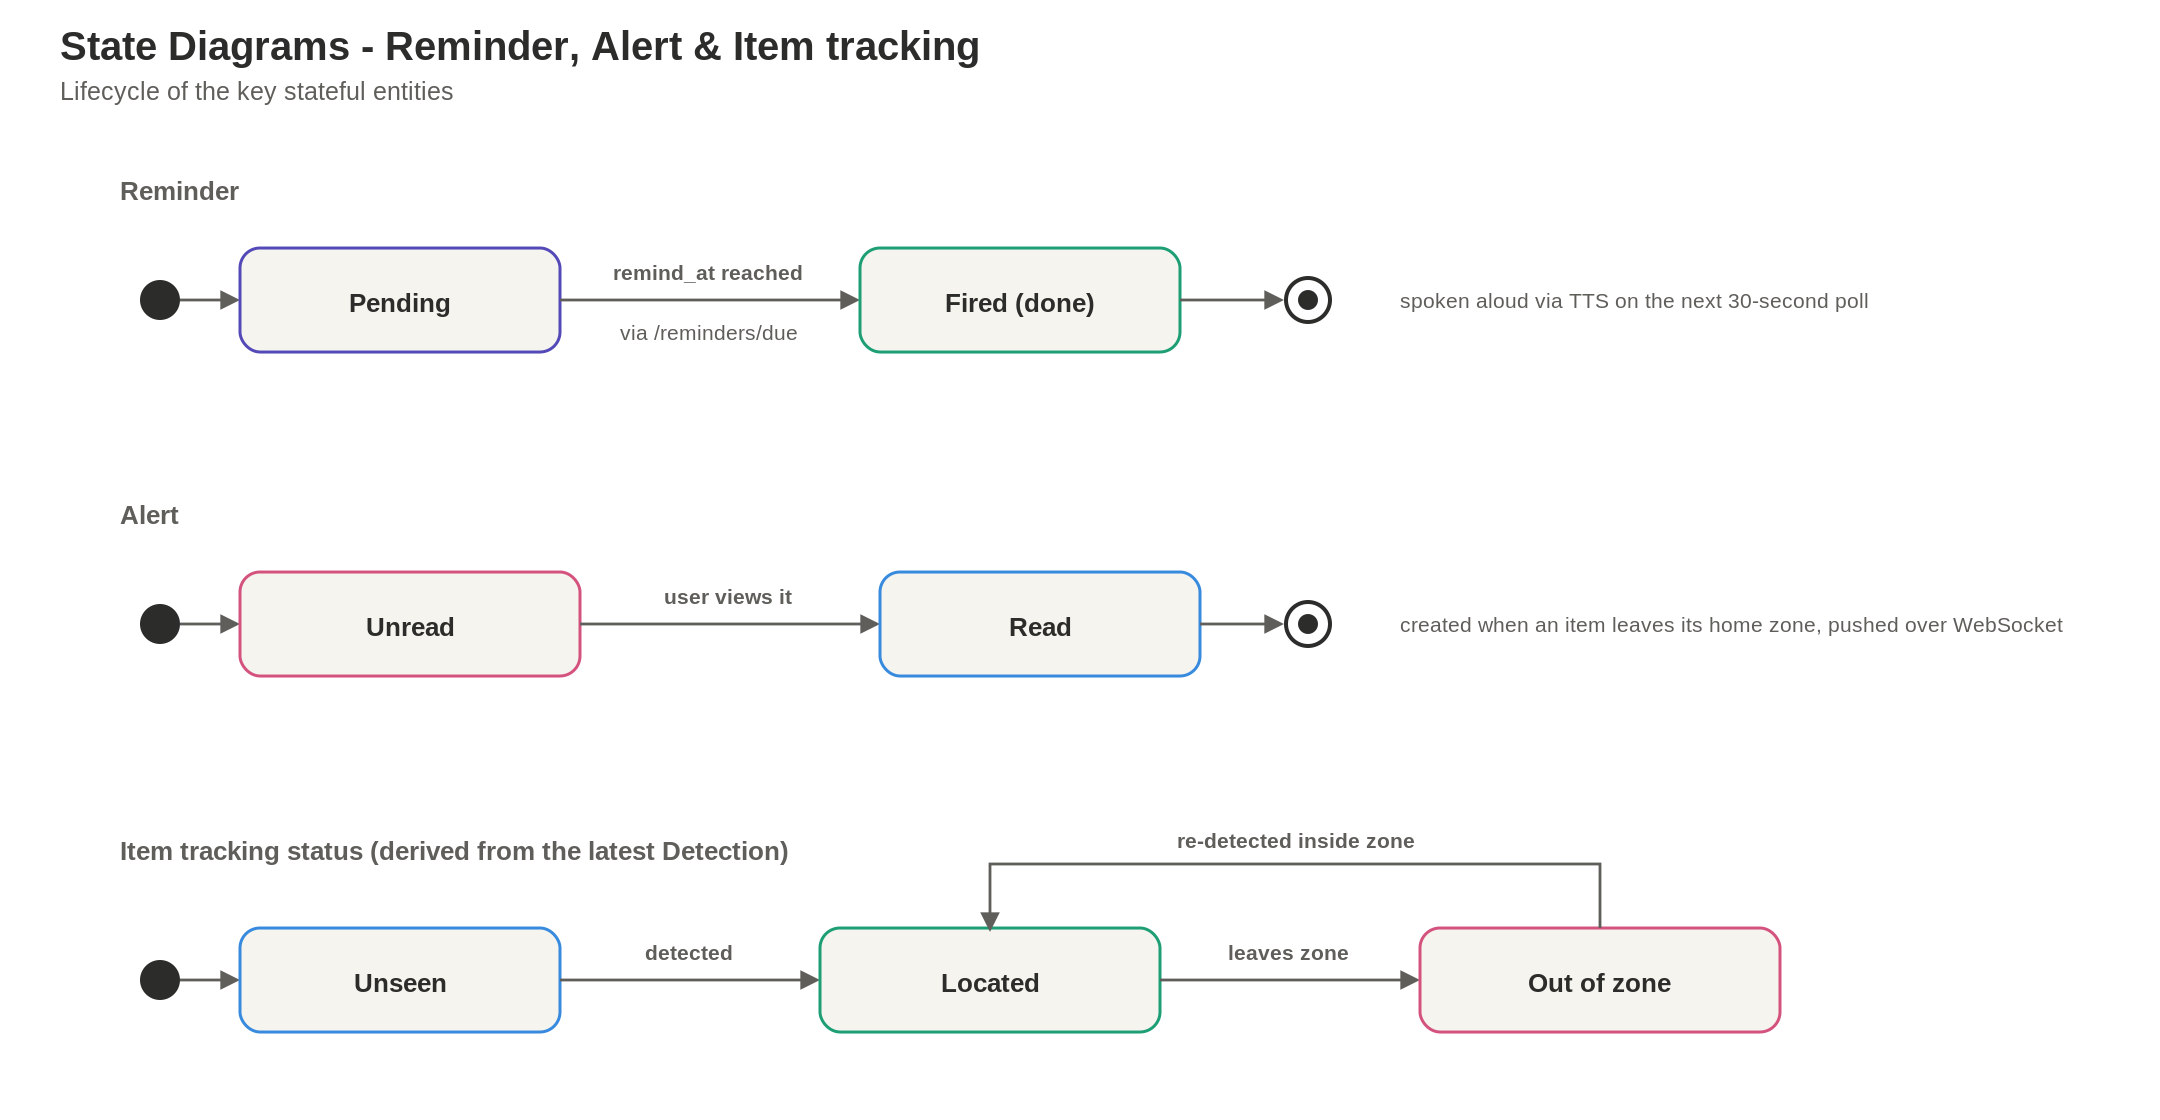 State Diagrams - Reminder, Alert & Item tracking
Lifecycle of the key stateful entities
Reminder
Pending
remind_at reached
via /reminders/due
Fired (done)
spoken aloud via TTS on the next 30-second poll
Alert
Unread
user views it
Read
created when an item leaves its home zone, pushed over WebSocket
Item tracking status (derived from the latest Detection)
re-detected inside zone
Unseen
detected
Located
leaves zone
Out of zone